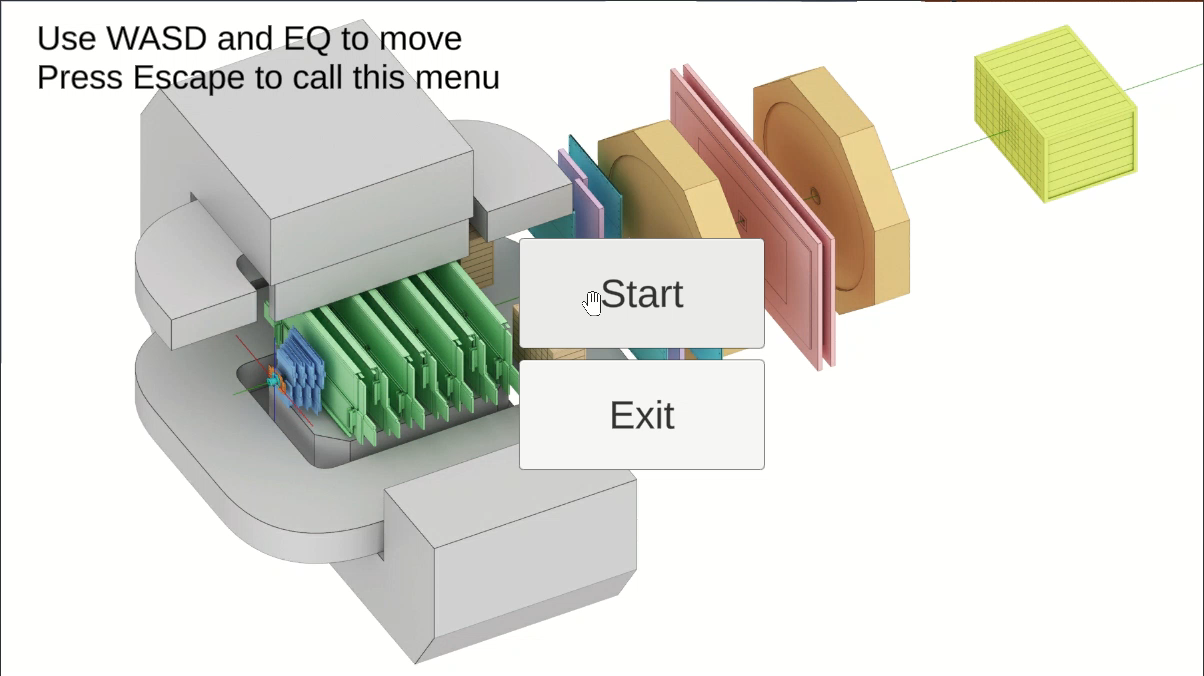 Use WASD and EQ to move
Press Escape to call this menu
Start
Exit